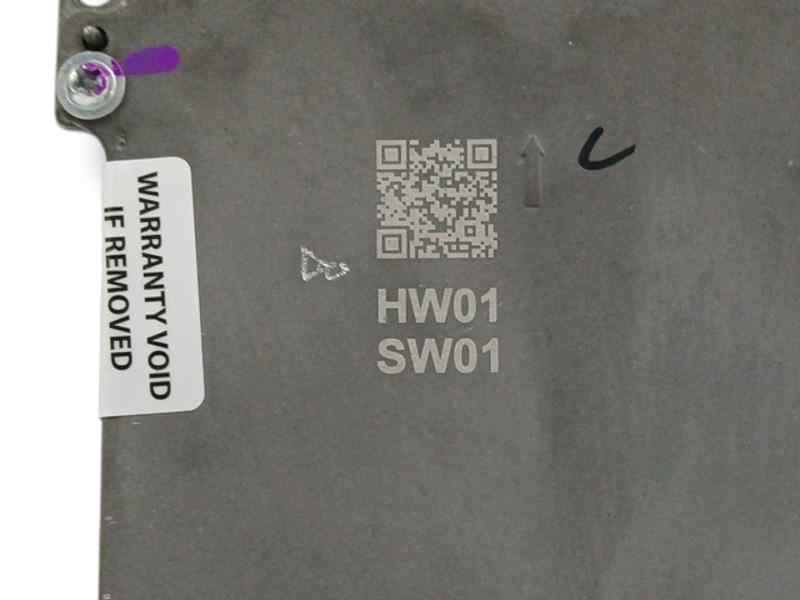 WARRANTY VOID
IF REMOVED
HW01
SW01